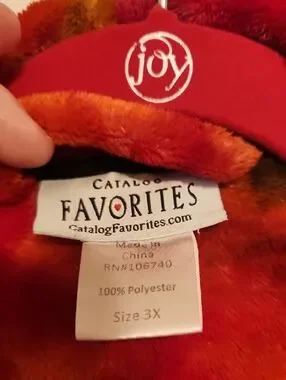 joy
CATALOG
FAVORITES
CatalogFavorites.com
Made in
China
RN#106740
100% Polyester
Size 3X